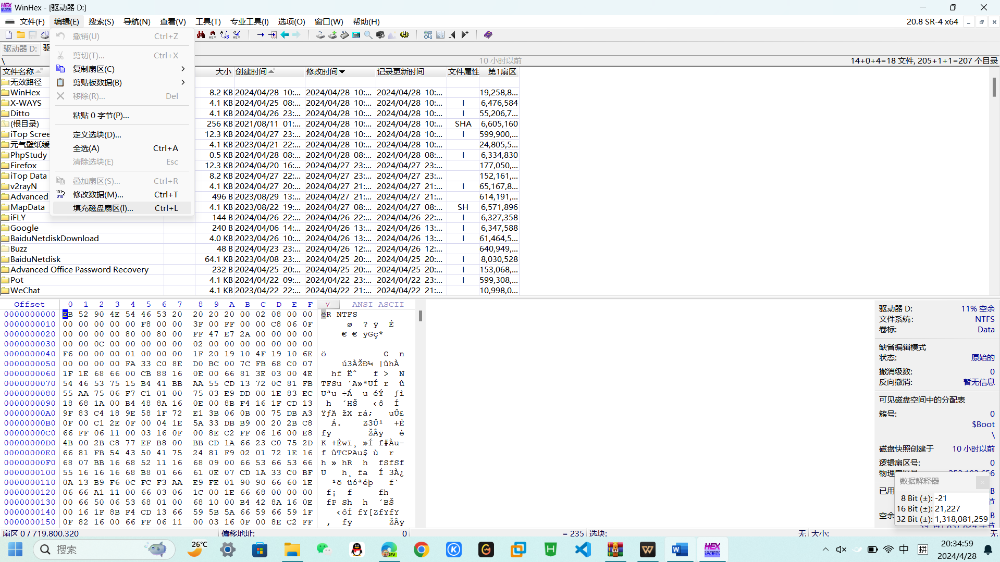 WinHex - [驱动器 D:]
文件(F) 编辑(E) 搜索(S) 导航(N) 查看(V) 工具(T) 专业工具(I) 选项(O) 窗口(W) 帮助(H) 20.8 SR-4 x64
驱动器 D: 驱
\ 10 小时以前 14+0+4=18 文件, 205+1+1=207 个目录
撤销(U) Ctrl+Z
剪切(T)... Ctrl+X
复制扇区(C)
剪贴板数据(B)
移除(R)... Del
粘贴 0 字节(P)...
定义选块(D)...
全选(A) Ctrl+A
清除选块(E) Esc
叠加扇区(S)... Ctrl+R
修改数据(M)... Ctrl+T
填充磁盘扇区(I)... Ctrl+L
文件名称 大小 创建时间 修改时间 记录更新时间 文件属性 第1扇区
无效路径
WinHex 8.2 KB 2024/04/28 10:... 2024/04/28 10:... 2024/04/28 10:... 19,258,8...
X-WAYS 4.1 KB 2024/04/25 08:... 2024/04/28 10:... 2024/04/28 10:... I 6,476,584
Ditto 4.1 KB 2024/04/26 23:... 2024/04/28 10:... 2024/04/28 10:... I 55,206,7...
(根目录) 256 KB 2021/08/11 01:... 2024/04/28 10:... 2024/04/28 10:... SHA 6,605,160
iTop Scree 12.3 KB 2024/04/27 23:... 2024/04/28 10:... 2024/04/28 10:... I 599,900,...
元气壁纸缓 4.1 KB 2023/04/21 22:... 2024/04/28 10:... 2024/04/28 10:... 24,805,5...
PhpStudy 0.5 KB 2024/04/28 08:... 2024/04/28 08:... 2024/04/28 08:... I 6,334,830
Firefox 12.3 KB 2024/04/20 16:... 2024/04/27 23:... 2024/04/27 23:... 177,050,...
iTop Data 8.2 KB 2024/04/27 22:... 2024/04/27 23:... 2024/04/27 23:... 152,161,...
v2rayN 4.1 KB 2024/04/27 20:... 2024/04/27 21:... 2024/04/27 21:... I 65,167,8...
Advanced 496 B 2023/08/29 13:... 2024/04/27 21:... 2024/04/27 21:... 614,191,...
MapData 4.1 KB 2023/08/22 19:... 2024/04/27 08:... 2024/04/27 08:... SH 6,571,896
iFLY 144 B 2024/04/26 22:... 2024/04/26 22:... 2024/04/26 22:... I 6,327,358
Google 240 B 2024/04/06 14:... 2024/04/26 13:... 2024/04/26 13:... I 6,347,588
BaiduNetdiskDownload 4.0 KB 2023/04/26 10:... 2024/04/26 13:... 2024/04/26 13:... I 61,464,5...
Buzz 48 B 2024/04/23 23:... 2024/04/26 12:... 2024/04/26 12:... 640,949,...
BaiduNetdisk 64.1 KB 2023/04/08 23:... 2024/04/25 20:... 2024/04/25 20:... I 8,030,528
Advanced Office Password Recovery 232 B 2024/04/25 20:... 2024/04/25 20:... 2024/04/25 20:... I 153,068,...
Pot 4.1 KB 2024/04/22 09:... 2024/04/22 23:... 2024/04/22 23:... I 599,308,...
WeChat 4.1 KB 2023/04/22 22:... 2024/04/22 21:... 2024/04/22 21:... 10,998,0...
Offset 0 1 2 3 4 5 6 7 8 9 A B C D E F ANSI ASCII
0000000000 EB 52 90 4E 54 46 53 20 20 20 20 00 02 08 00 00 ëR NTFS
0000000010 00 00 00 00 00 F8 00 00 3F 00 FF 00 00 C8 06 0F ø ? ÿ È
0000000020 00 00 00 00 80 00 80 00 FF 47 E7 2A 00 00 00 00 € € ÿGç*
0000000030 00 00 0C 00 00 00 00 00 02 00 00 00 00 00 00 00
0000000040 F6 00 00 00 01 00 00 00 1F 20 19 10 4F 19 10 6E ö O n
0000000050 00 00 00 00 FA 33 C0 8E D0 BC 00 7C FB 68 C0 07 ú3ÀŽÐ¼ |ûhÀ
0000000060 1F 1E 68 66 00 CB 88 16 0E 00 66 81 3E 03 00 4E hf Ëˆ f > N
0000000070 54 46 53 75 15 B4 41 BB AA 55 CD 13 72 0C 81 FB TFSu ´A»ªUÍ r û
0000000080 55 AA 75 06 F7 C1 01 00 75 03 E9 DD 00 1E 83 EC Uªu ÷Á u éÝ ƒì
0000000090 18 68 1A 00 B4 48 8A 16 0E 00 8B F4 16 1F CD 13 h ´HŠ ‹ô Í
00000000A0 9F 83 C4 18 9E 58 1F 72 E1 3B 06 0B 00 75 DB A3 ŸƒÄ žX rá; uÛ£
00000000B0 0F 00 C1 2E 0F 00 04 1E 5A 33 DB B9 00 20 2B C8 Á. Z3Û¹ +È
00000000C0 66 FF 06 11 00 03 16 0F 00 8E C2 FF 06 16 00 E8 fÿ ŽÂÿ è
00000000D0 4B 00 2B C8 77 EF B8 00 BB CD 1A 66 23 C0 75 2D K +Èwï¸ »Í f#Àu-
00000000E0 66 81 FB 54 43 50 41 75 24 81 F9 02 01 72 1E 16 f ûTCPAu$ ù r
00000000F0 68 07 BB 16 68 52 11 16 68 09 00 66 53 66 53 66 h » hR h fSfSf
0000000100 55 16 16 16 68 B8 01 66 61 0E 07 CD 1A 33 C0 BF U h¸ fa Í 3À¿
0000000110 0A 13 B9 F6 0C FC F3 AA E9 FE 01 90 90 66 60 1E ¹ö üóªéþ f`
0000000120 06 66 A1 11 00 66 03 06 1C 00 1E 66 68 00 00 00 f¡ f fh
0000000130 00 66 50 06 53 68 01 00 68 10 00 B4 42 8A 16 0E fP Sh h ´BŠ
0000000140 00 16 1F 8B F4 CD 13 66 59 5B 5A 66 59 66 59 1F ‹ôÍ fY[ZfYfY
0000000150 0F 82 16 00 66 FF 06 11 00 03 16 0F 00 8E C2 FF ‚ fÿ ŽÂÿ
驱动器 D: 11% 空余
文件系统: NTFS
卷标: Data
缺省编辑模式
状态: 原始的
撤消级数: 0
反向撤消: 暂无信息
可见磁盘空间中的分配表
簇号: 0
$Boot
\
磁盘快照创建于 10 小时以前
逻辑扇区号: 0
数据解释器
8 Bit (±): -21
16 Bit (±): 21,227
32 Bit (±): 1,318,081,259
已用
空余
扇区 0 / 719.800.320 偏移地址: 0 = 235 选块: 无 大小: 无
搜索 26°C 中 拼 20:34:59
2024/4/28